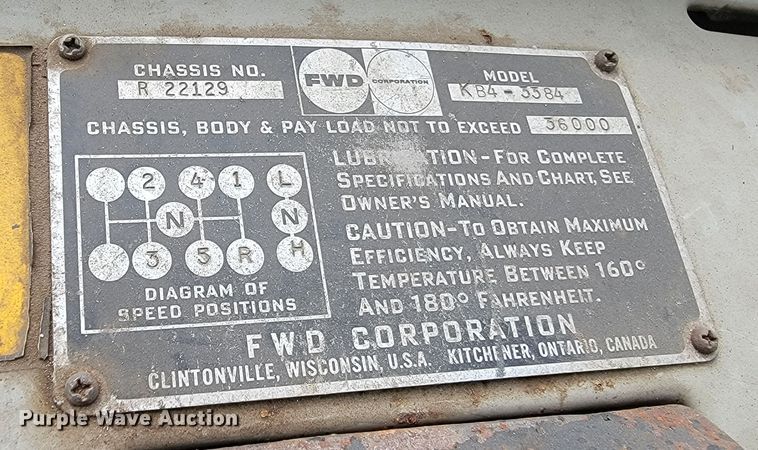 CHASSIS NO.
R 22129
FWD
CORPORATION
MODEL
KB4-3384
CHASSIS, BODY & PAY LOAD NOT TO EXCEED 36000
2 4 1 L
N N
3 5 R H
DIAGRAM OF
SPEED POSITIONS
LUBRICATION-FOR COMPLETE
SPECIFICATIONS AND CHART, SEE
OWNER'S MANUAL.
CAUTION-TO OBTAIN MAXIMUM
EFFICIENCY, ALWAYS KEEP
TEMPERATURE BETWEEN 160°
AND 180° FAHRENHEIT.
FWD CORPORATION
CLINTONVILLE, WISCONSIN, U.S.A. KITCHENER, ONTARIO, CANADA
Purple Wave Auction